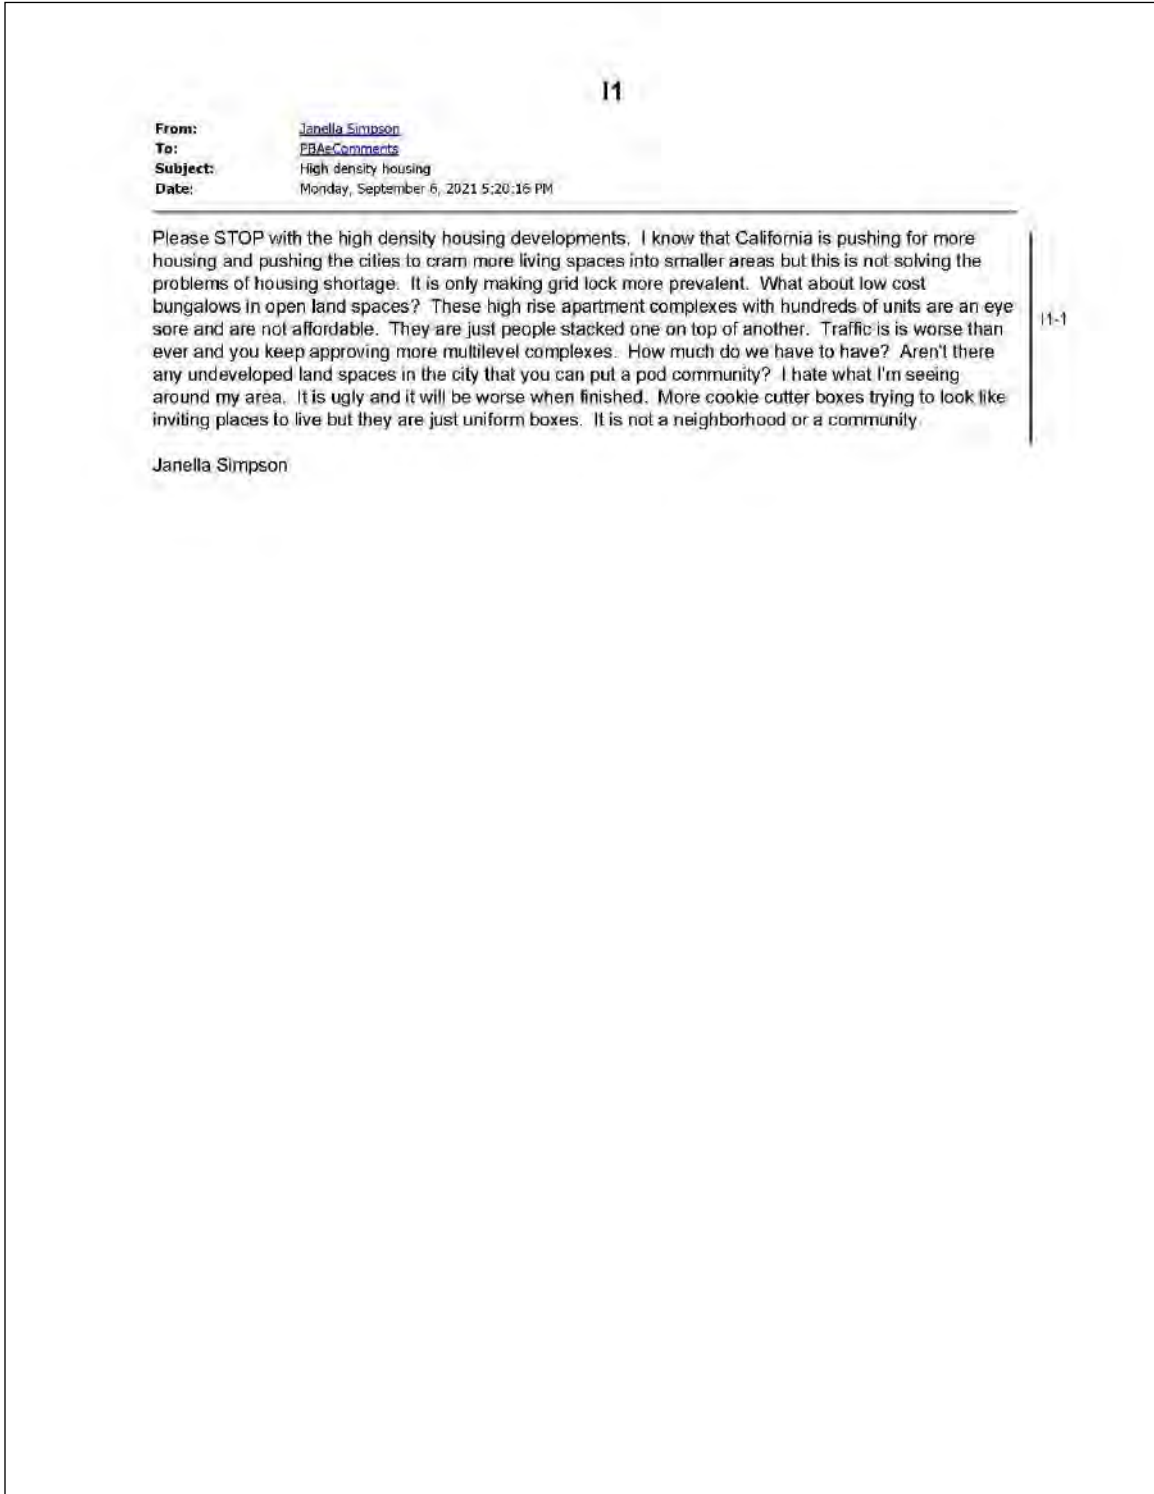 I1
From: Janella Simpson
To: PBAeComments
Subject: High density housing
Date: Monday, September 6, 2021 5:20:16 PM
Please STOP with the high density housing developments. I know that California is pushing for more
housing and pushing the cities to cram more living spaces into smaller areas but this is not solving the
problems of housing shortage. It is only making grid lock more prevalent. What about low cost
bungalows in open land spaces? These high rise apartment complexes with hundreds of units are an eye
sore and are not affordable. They are just people stacked one on top of another. Traffic is is worse than
ever and you keep approving more multilevel complexes. How much do we have to have? Aren't there
any undeveloped land spaces in the city that you can put a pod community? I hate what I'm seeing
around my area. It is ugly and it will be worse when finished. More cookie cutter boxes trying to look like
inviting places to live but they are just uniform boxes. It is not a neighborhood or a community.
I1-1
Janella Simpson